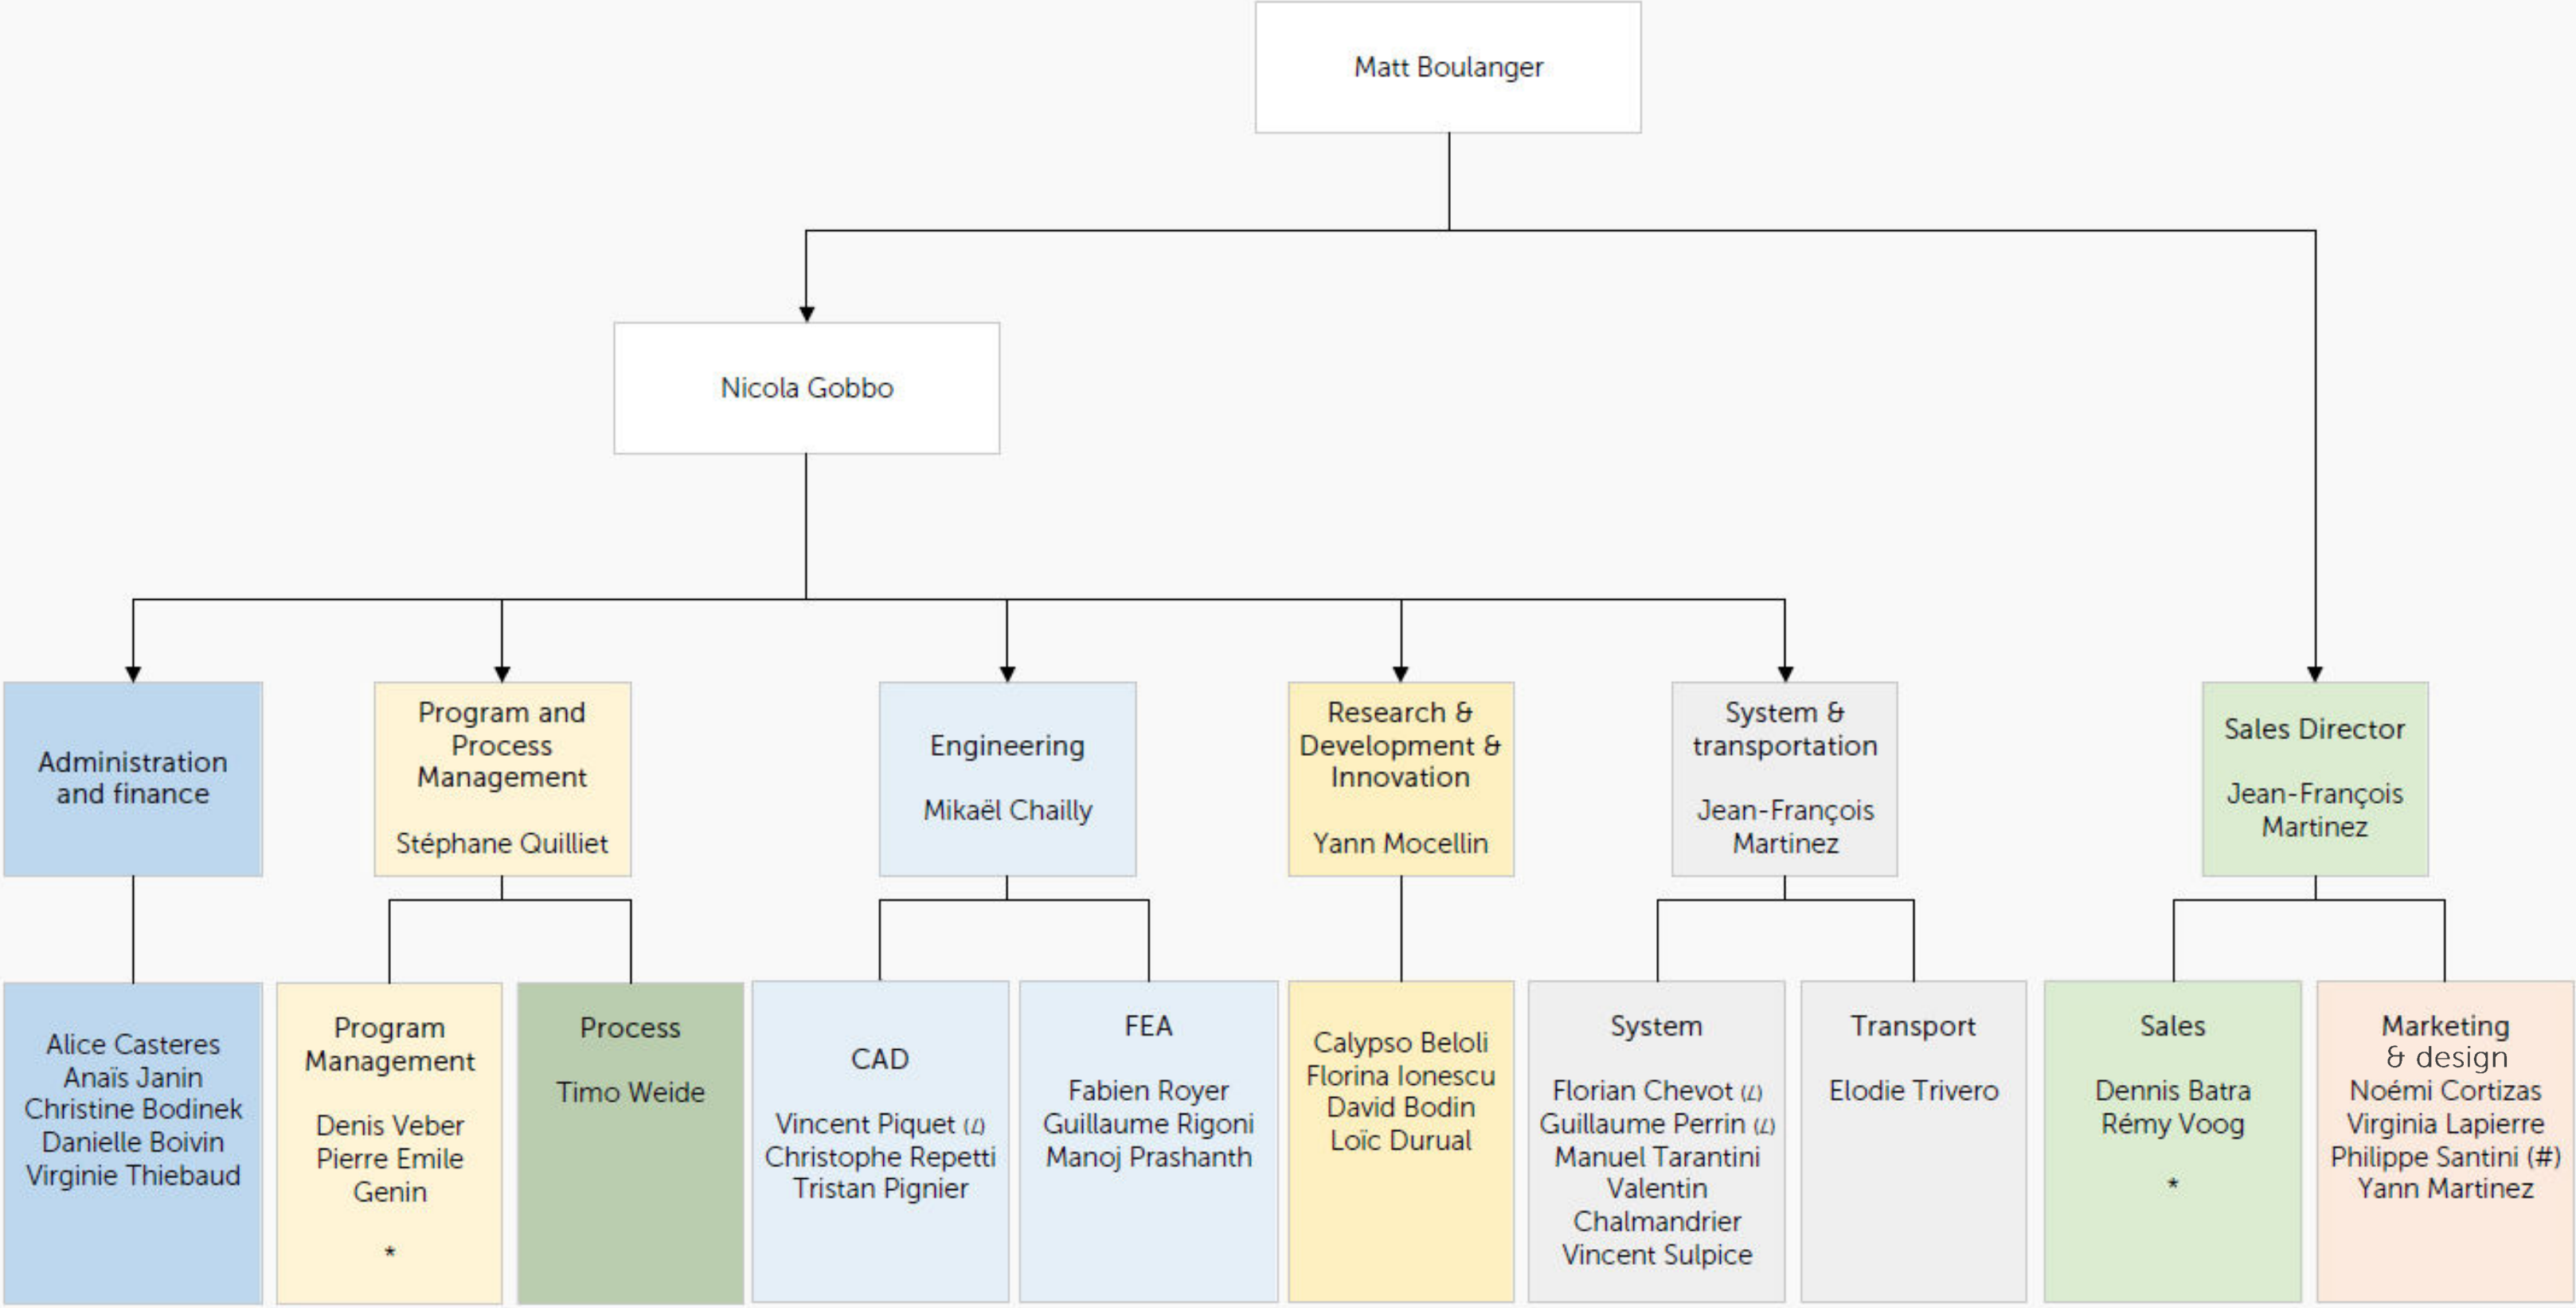 Matt Boulanger
Nicola Gobbo
Administration
and finance
Program and
Process
Management
Stéphane Quilliet
Engineering
Mikaël Chailly
Research &
Development &
Innovation
Yann Mocellin
System &
transportation
Jean-François
Martinez
Sales Director
Jean-François
Martinez
Alice Casteres
Anaïs Janin
Christine Bodinek
Danielle Boivin
Virginie Thiebaud
Program
Management
Denis Veber
Pierre Emile
Genin
*
Process
Timo Weide
CAD
Vincent Piquet (L)
Christophe Repetti
Tristan Pignier
FEA
Fabien Royer
Guillaume Rigoni
Manoj Prashanth
Calypso Beloli
Florina Ionescu
David Bodin
Loïc Durual
System
Florian Chevot (L)
Guillaume Perrin (L)
Manuel Tarantini
Valentin
Chalmandrier
Vincent Sulpice
Transport
Elodie Trivero
Sales
Dennis Batra
Rémy Voog
*
Marketing
& design
Noémi Cortizas
Virginia Lapierre
Philippe Santini (#)
Yann Martinez